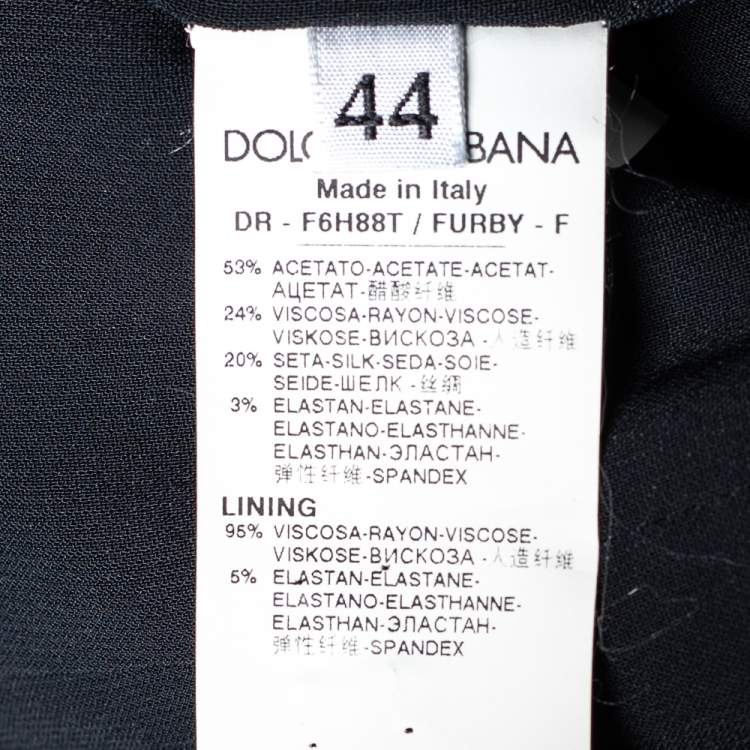 44
DOLC BBANA
Made in Italy
DR - F6H88T / FURBY - F
53% ACETATO-ACETATE-ACETAT-
АЦЕТАТ-醋酸纤维
24% VISCOSA-RAYON-VISCOSE-
VISKOSE-ВИСКОЗА -人造纤维
20% SETA-SILK-SEDA-SOIE-
SEIDE-ШЕЛК -丝绸
3% ELASTAN-ELASTANE-
ELASTANO-ELASTHANNE-
ELASTHAN-ЭЛАСТАН-
弹性纤维-SPANDEX
LINING
95% VISCOSA-RAYON-VISCOSE-
VISKOSE-ВИСКОЗА -人造纤维
5% ELASTAN-ELASTANE-
ELASTANO-ELASTHANNE-
ELASTHAN-ЭЛАСТАН-
弹性纤维-SPANDEX